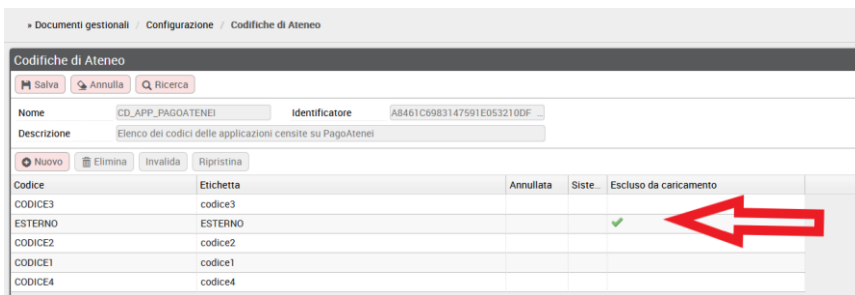 » Documenti gestionali / Configurazione / Codifiche di Ateneo
Codifiche di Ateneo
Salva Annulla Ricerca
Nome CD_APP_PAGOATENEI Identificatore A8461C6983147591E053210DF ...
Descrizione Elenco dei codici delle applicazioni censite su PagoAtenei
Nuovo Elimina Invalida Ripristina
Codice Etichetta Annullata Siste... Escluso da caricamento
CODICE3 codice3
ESTERNO ESTERNO
CODICE2 codice2
CODICE1 codice1
CODICE4 codice4